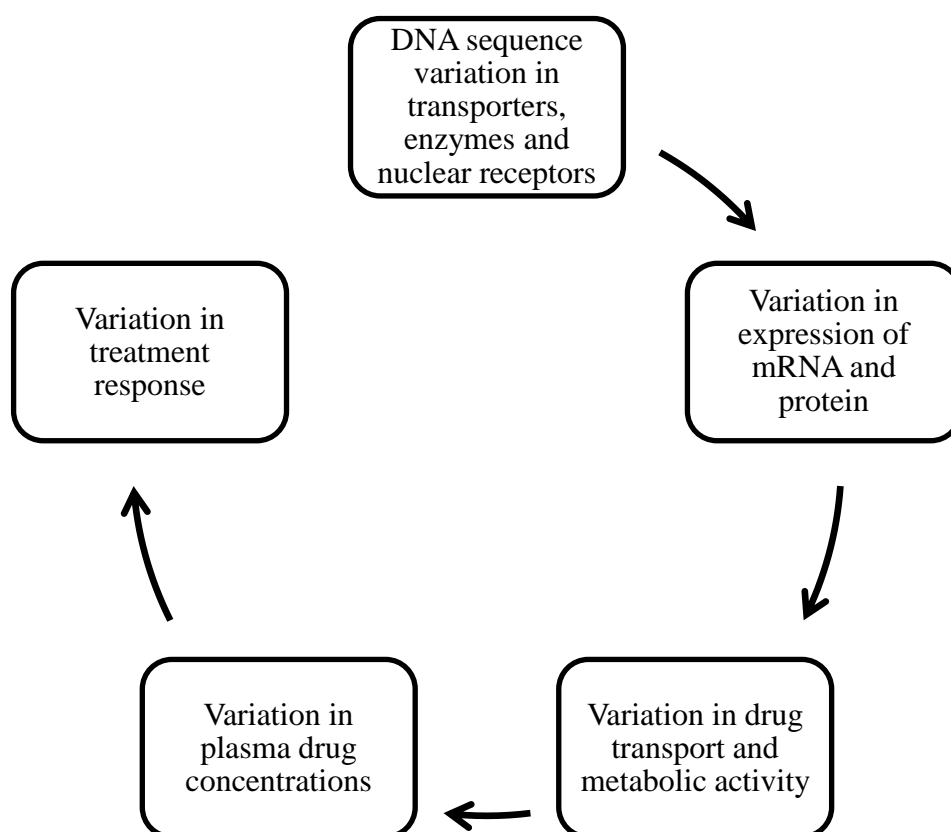 DNA sequence
variation in
transporters,
enzymes and
nuclear receptors
Variation in
expression of
mRNA and
protein
Variation in drug
transport and
metabolic activity
Variation in
plasma drug
concentrations
Variation in
treatment
response